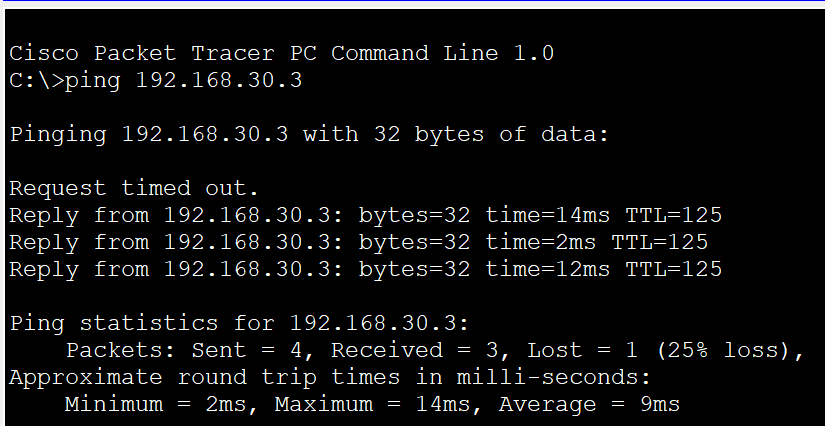 Cisco Packet Tracer PC Command Line 1.0
C:\>ping 192.168.30.3
Pinging 192.168.30.3 with 32 bytes of data:
Request timed out.
Reply from 192.168.30.3: bytes=32 time=14ms TTL=125
Reply from 192.168.30.3: bytes=32 time=2ms TTL=125
Reply from 192.168.30.3: bytes=32 time=12ms TTL=125
Ping statistics for 192.168.30.3:
    Packets: Sent = 4, Received = 3, Lost = 1 (25% loss),
Approximate round trip times in milli-seconds:
    Minimum = 2ms, Maximum = 14ms, Average = 9ms